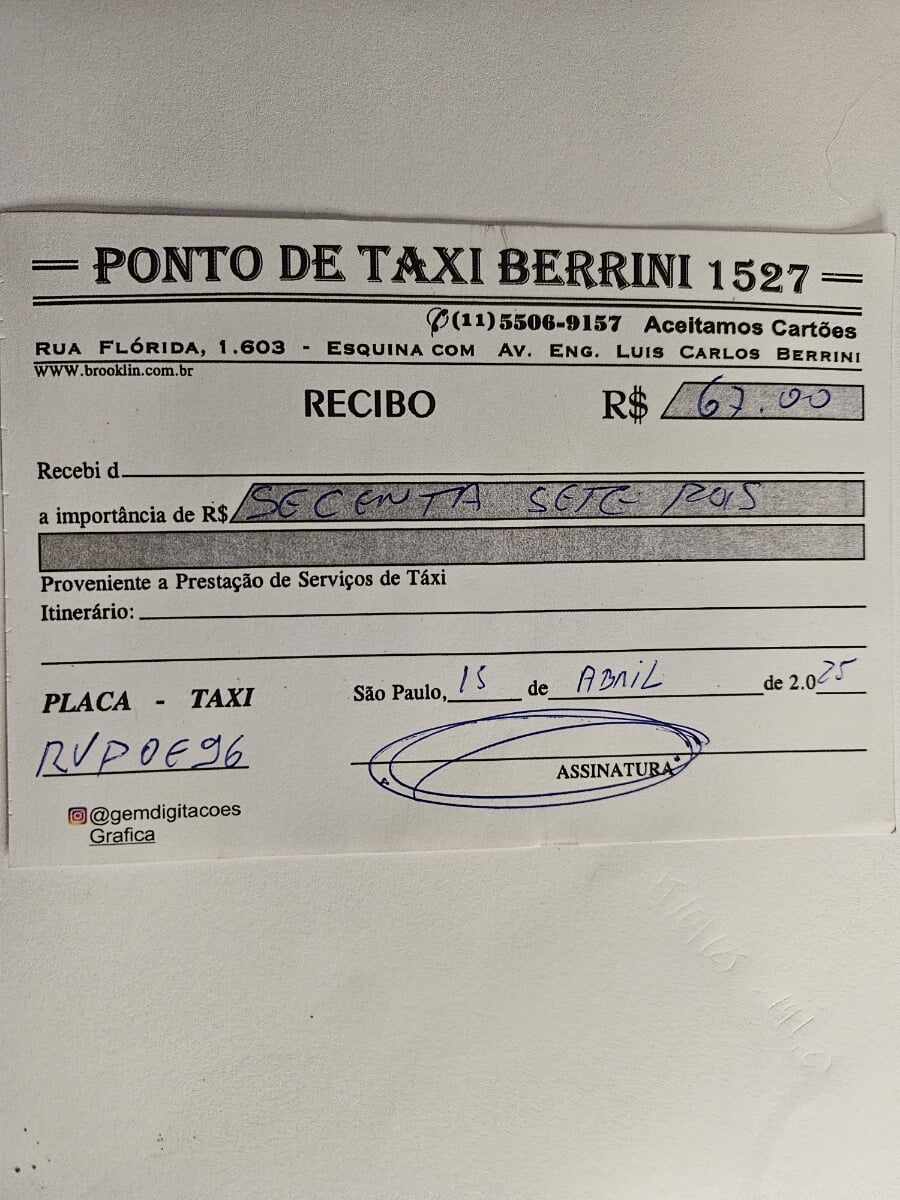 PONTO DE TAXI BERRINI 1527
(11) 5506-9157 Aceitamos Cartões
RUA FLÓRIDA, 1.603 - ESQUINA COM AV. ENG. LUIS CARLOS BERRINI
WWW.brooklin.com.br
RECIBO R$ 67.00
Recebi d
a importância de R$ SECENTA SETE
Proveniente a Prestação de Serviços de Táxi
Itinerário:
PLACA - TAXI São Paulo, 15 de ABRIL de 2.025
RVP0E96
ASSINATURA
@gemdigitacoes
Grafica